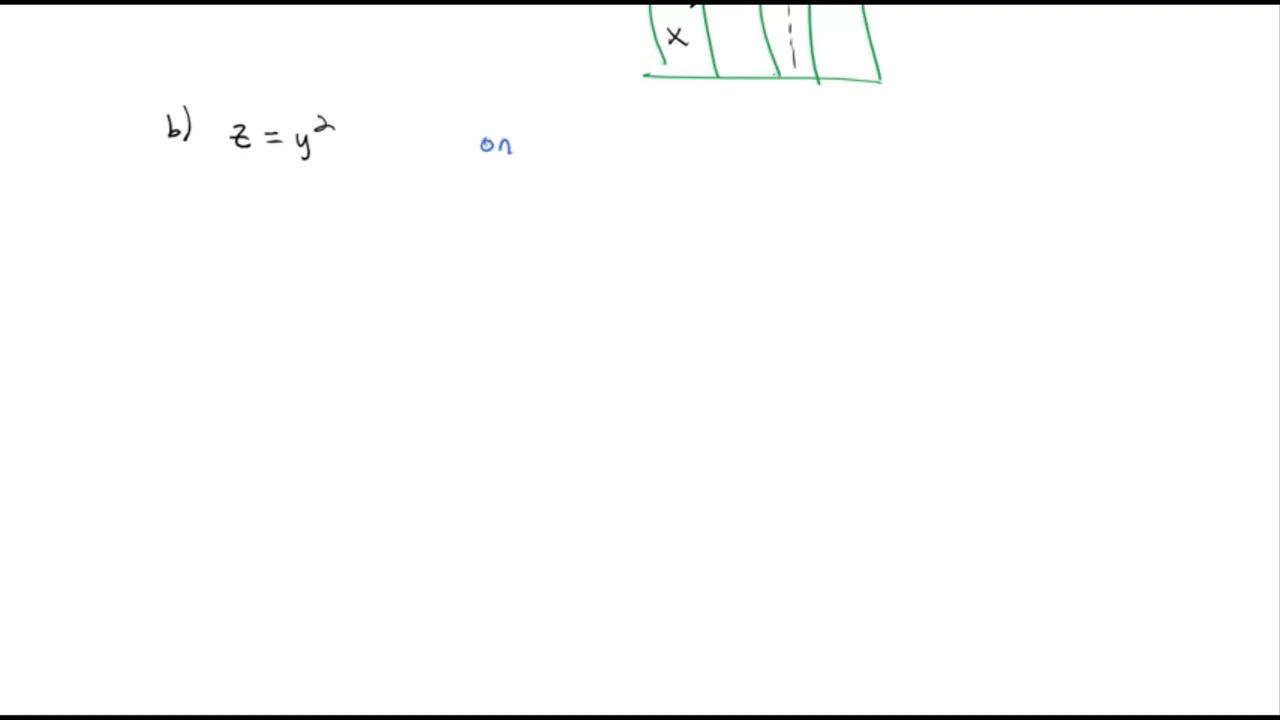 x
b) z = y² on